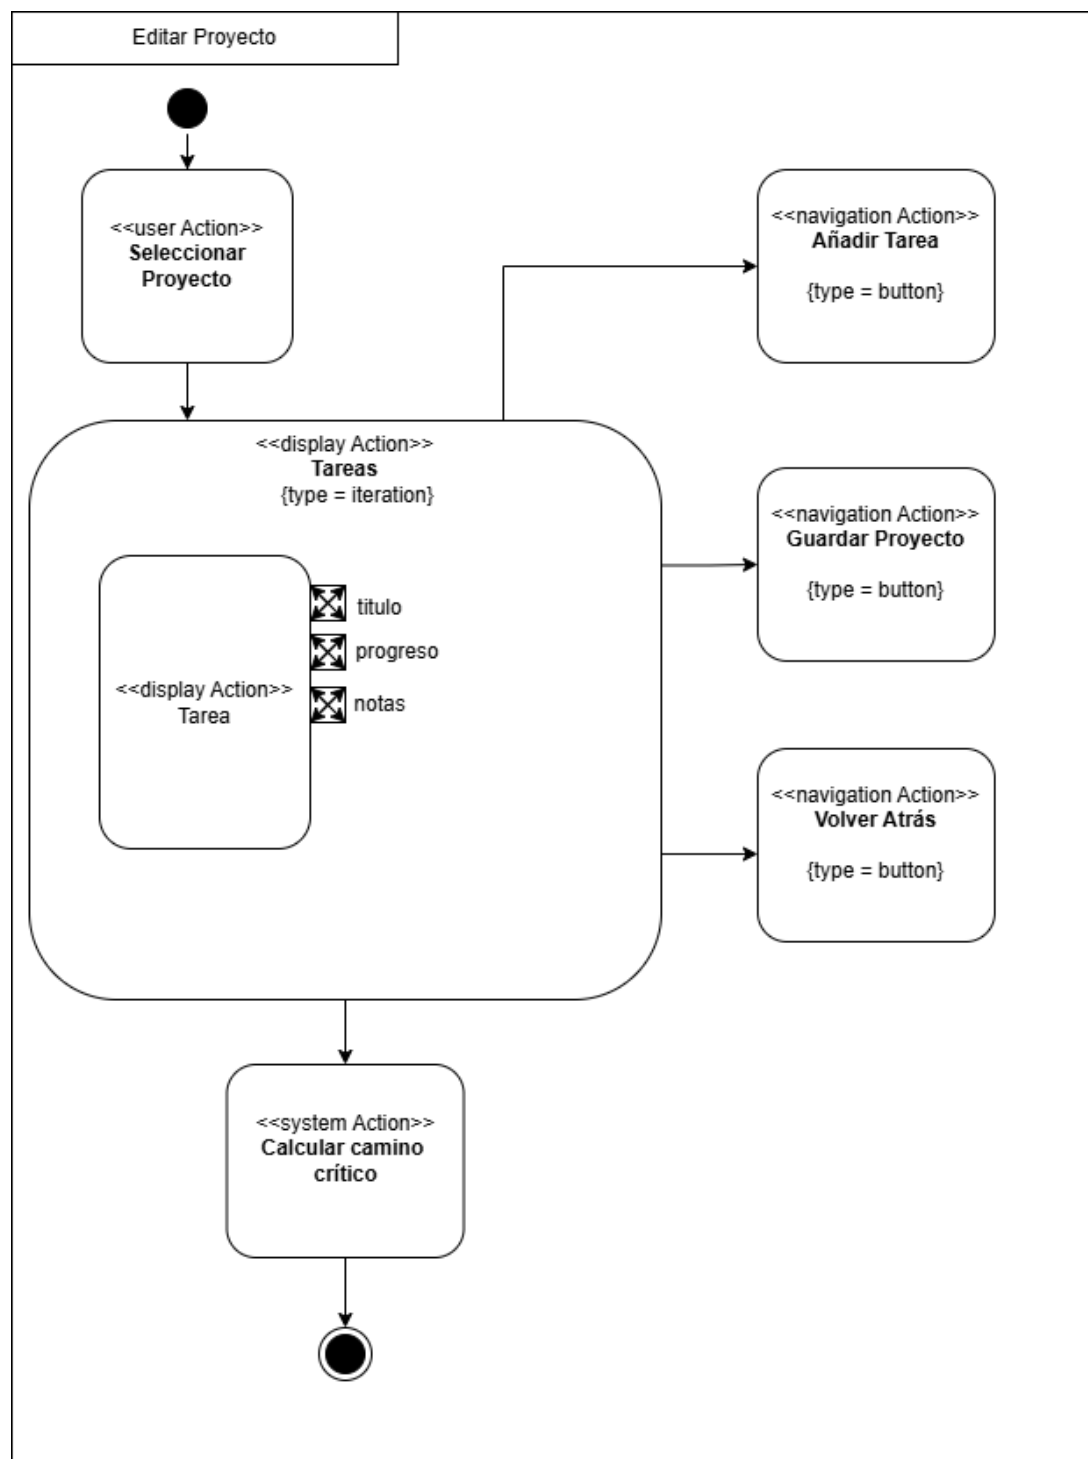 Editar Proyecto
<<user Action>>
Seleccionar
Proyecto
<<navigation Action>>
Añadir Tarea
{type = button}
<<display Action>>
Tareas
{type = iteration}
<<navigation Action>>
Guardar Proyecto
{type = button}
titulo
progreso
<<display Action>>
Tarea
notas
<<navigation Action>>
Volver Atrás
{type = button}
<<system Action>>
Calcular camino
crítico